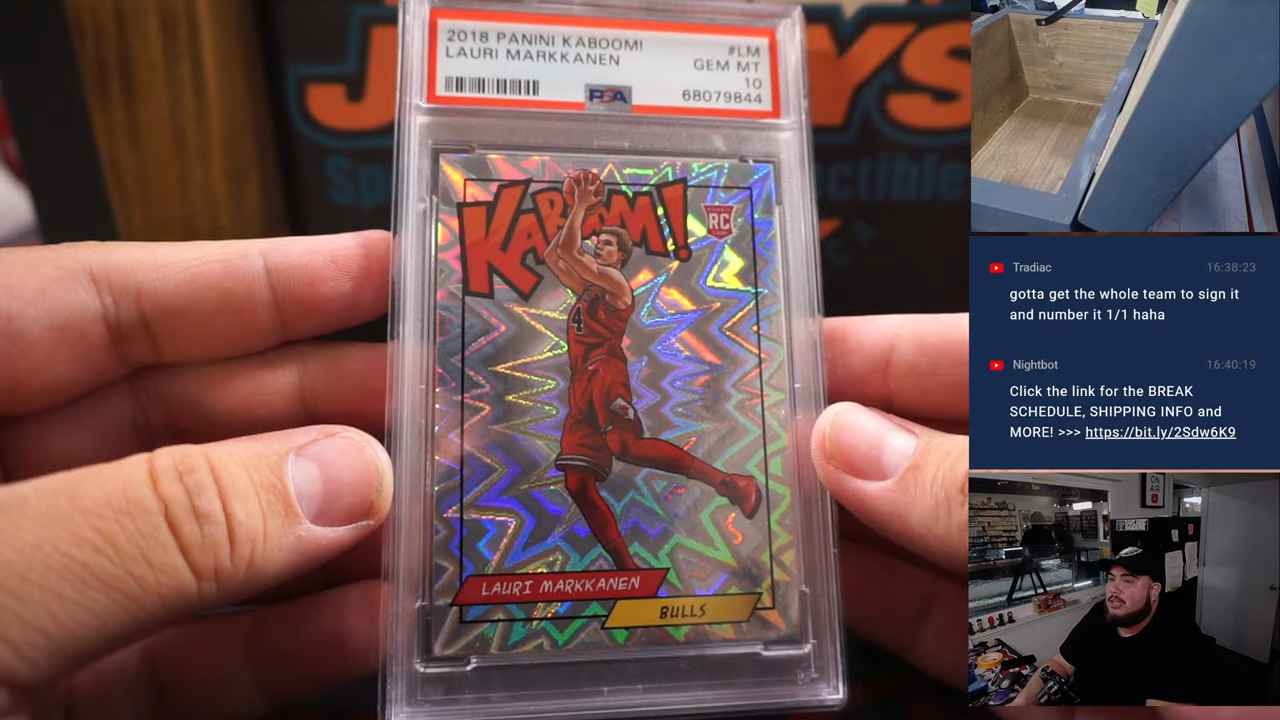 2018 PANINI KABOOM! #LM
LAURI MARKKANEN GEM MT
10
PSA 68079844
KABOOM!
RC
4
LAURI MARKKANEN
BULLS
Tradiac 16:38:23
gotta get the whole team to sign it
and number it 1/1 haha
Nightbot 16:40:19
Click the link for the BREAK
SCHEDULE, SHIPPING INFO and
MORE! >>> https://bit.ly/2Sdw6K9
ON
AIR